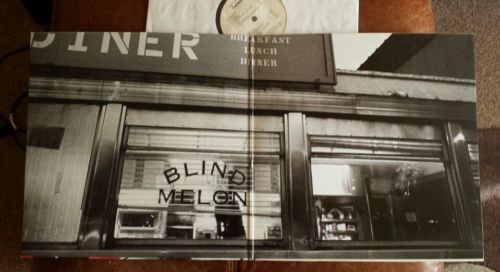 DINER
BREAKFAST
LUNCH
DINNER
BLIND
MELON